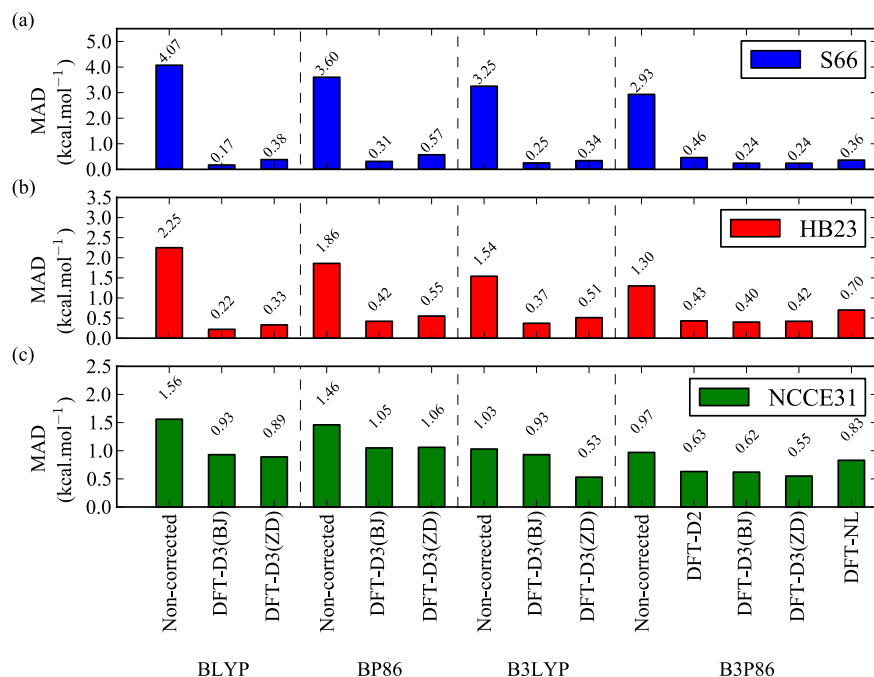 (a)
MAD
(kcal.mol−1)
5.0
4.0
3.0
2.0
1.0
0.0
4.07
0.17
0.38
3.60
0.31
0.57
3.25
0.25
0.34
2.93
0.46
0.24
0.24
0.36
S66
(b)
MAD
(kcal.mol−1)
3.5
3.0
2.5
2.0
1.5
1.0
0.5
0.0
2.25
0.22
0.33
1.86
0.42
0.55
1.54
0.37
0.51
1.30
0.43
0.40
0.42
0.70
HB23
(c)
MAD
(kcal.mol−1)
2.5
2.0
1.5
1.0
0.5
0.0
1.56
0.93
0.89
1.46
1.05
1.06
1.03
0.93
0.53
0.97
0.63
0.62
0.55
0.83
NCCE31
Non-corrected
DFT-D3(BJ)
DFT-D3(ZD)
Non-corrected
DFT-D3(BJ)
DFT-D3(ZD)
Non-corrected
DFT-D3(BJ)
DFT-D3(ZD)
Non-corrected
DFT-D2
DFT-D3(BJ)
DFT-D3(ZD)
DFT-NL
BLYP
BP86
B3LYP
B3P86